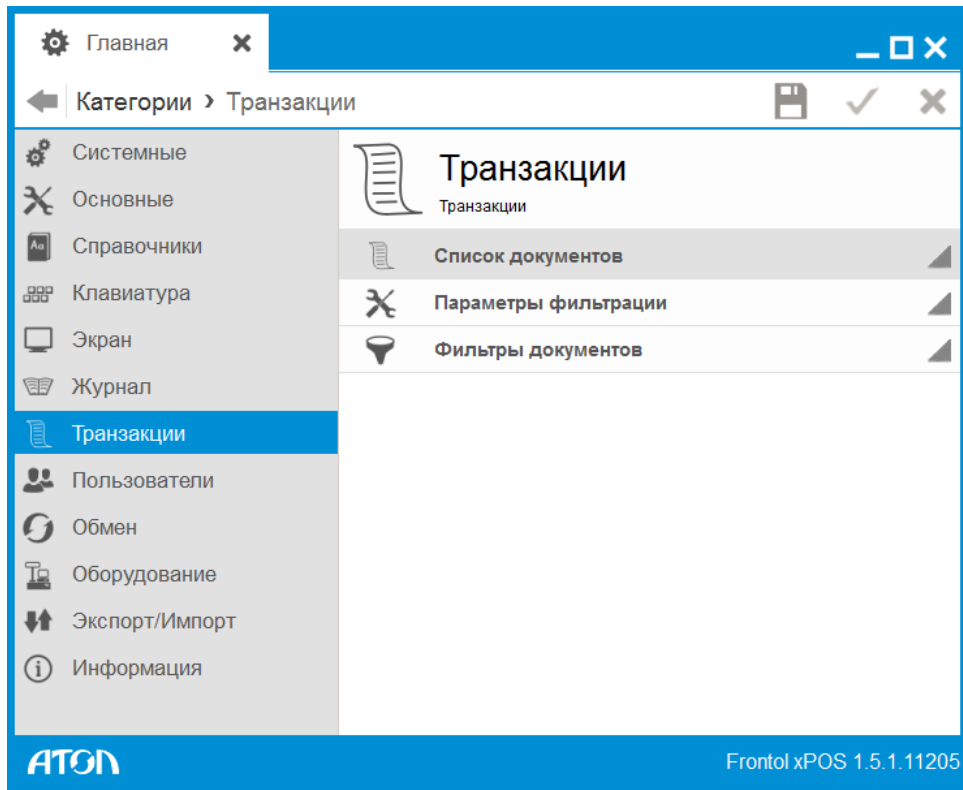 Главная
Категории › Транзакции
Системные
Основные
Справочники
Клавиатура
Экран
Журнал
Транзакции
Пользователи
Обмен
Оборудование
Экспорт/Импорт
Информация
Транзакции
Транзакции
Список документов
Параметры фильтрации
Фильтры документов
АТОЛ
Frontol xPOS 1.5.1.11205